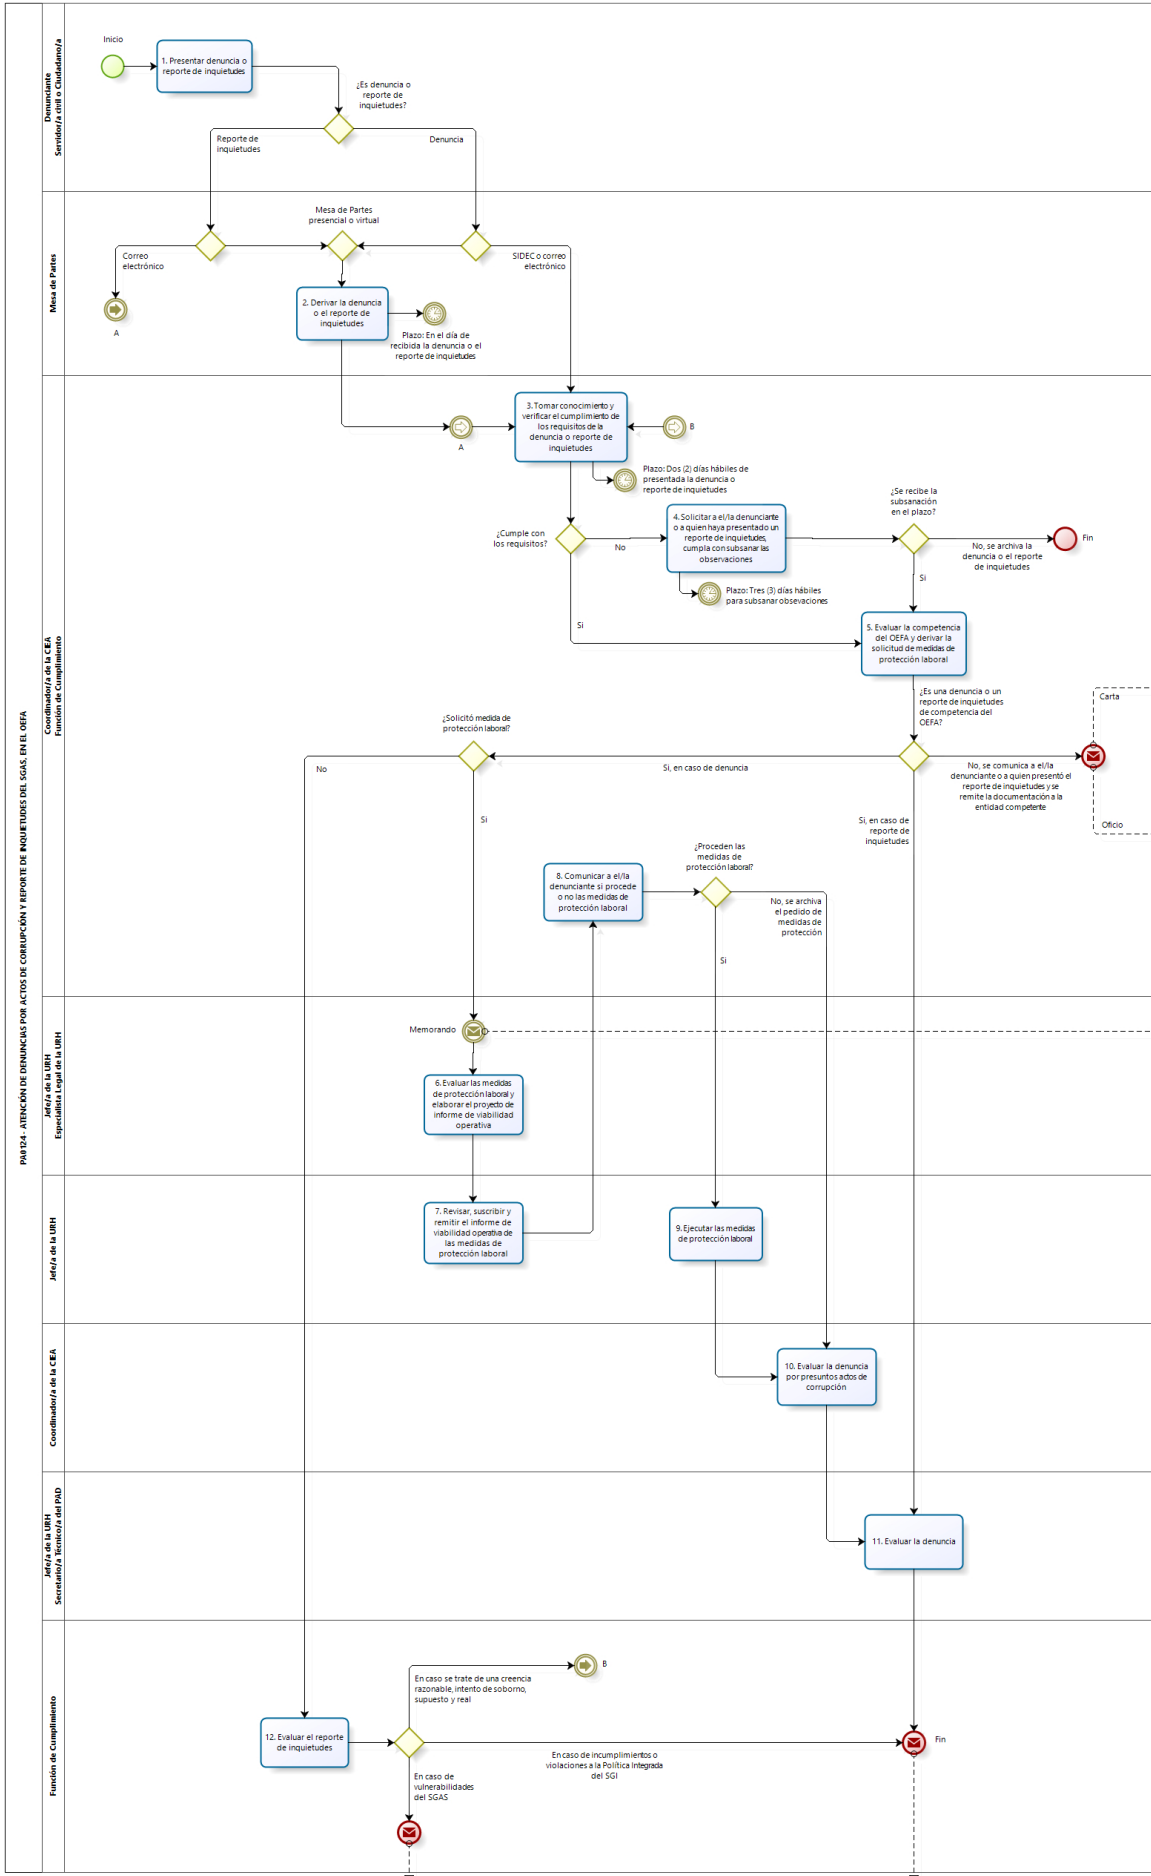 PA0124 - ATENCIÓN DE DENUNCIAS POR ACTOS DE CORRUPCIÓN Y REPORTE DE INQUIETUDES DEL SGAS, EN EL OEFA
Denunciante
Servidor/a civil o Ciudadano/a
Inicio
1. Presentar denuncia o
reporte de inquietudes
¿Es denuncia o
reporte de
inquietudes?
Reporte de
inquietudes
Denuncia
Mesa de Partes
Mesa de Partes
presencial o virtual
Correo
electrónico
SIDEC o correo
electrónico
A
2. Derivar la denuncia
o el reporte de
inquietudes
Plazo: En el día de
recibida la denuncia o el
reporte de inquietudes
Coordinador/a de la CIEA
Función de Cumplimiento
3. Tomar conocimiento y
verificar el cumplimiento de
los requisitos de la
denuncia o reporte de
inquietudes
A
B
Plazo: Dos (2) días hábiles de
presentada la denuncia o
reporte de inquietudes
¿Cumple con
los requisitos?
No
4. Solicitar a el/la denunciante
o a quien haya presentado un
reporte de inquietudes,
cumpla con subsanar las
observaciones
¿Se recibe la
subsanación
en el plazo?
No, se archiva la
denuncia o el reporte
de inquietudes
Fin
Plazo: Tres (3) días hábiles
para subsanar obsevaciones
Si
Si
5. Evaluar la competencia
del OEFA y derivar la
solicitud de medidas de
protección laboral
¿Es una denuncia o un
reporte de inquietudes
de competencia del
OEFA?
Carta
¿Solicitó medida de
protección laboral?
No
Si, en caso de denuncia
No, se comunica a el/la
denunciante o a quien presentó el
reporte de inquietudes y se
remite la documentación a la
entidad competente
Oficio
Si
Si, en caso de
reporte de
inquietudes
8. Comunicar a el/la
denunciante si procede
o no las medidas de
protección laboral
¿Proceden las
medidas de
protección laboral?
No, se archiva
el pedido de
medidas de
protección
Si
Jefe/a de la URH
Especialista Legal de la URH
Memorando
6. Evaluar las medidas
de protección laboral y
elaborar el proyecto de
informe de viabilidad
operativa
Jefe/a de la URH
7. Revisar, suscribir y
remitir el informe de
viabilidad operativa de
las medidas de
protección laboral
9. Ejecutar las medidas
de protección laboral
Coordinador/a de la CIEA
10. Evaluar la denuncia
por presuntos actos de
corrupción
Jefe/a de la URH
Secretario/a Técnico/a del PAD
11. Evaluar la denuncia
Función de Cumplimiento
B
En caso se trate de una creencia
razonable, intento de soborno,
supuesto y real
12. Evaluar el reporte
de inquietudes
En caso de incumplimientos o
violaciones a la Política Integrada
del SGI
Fin
En caso de
vulnerabilidades
del SGAS